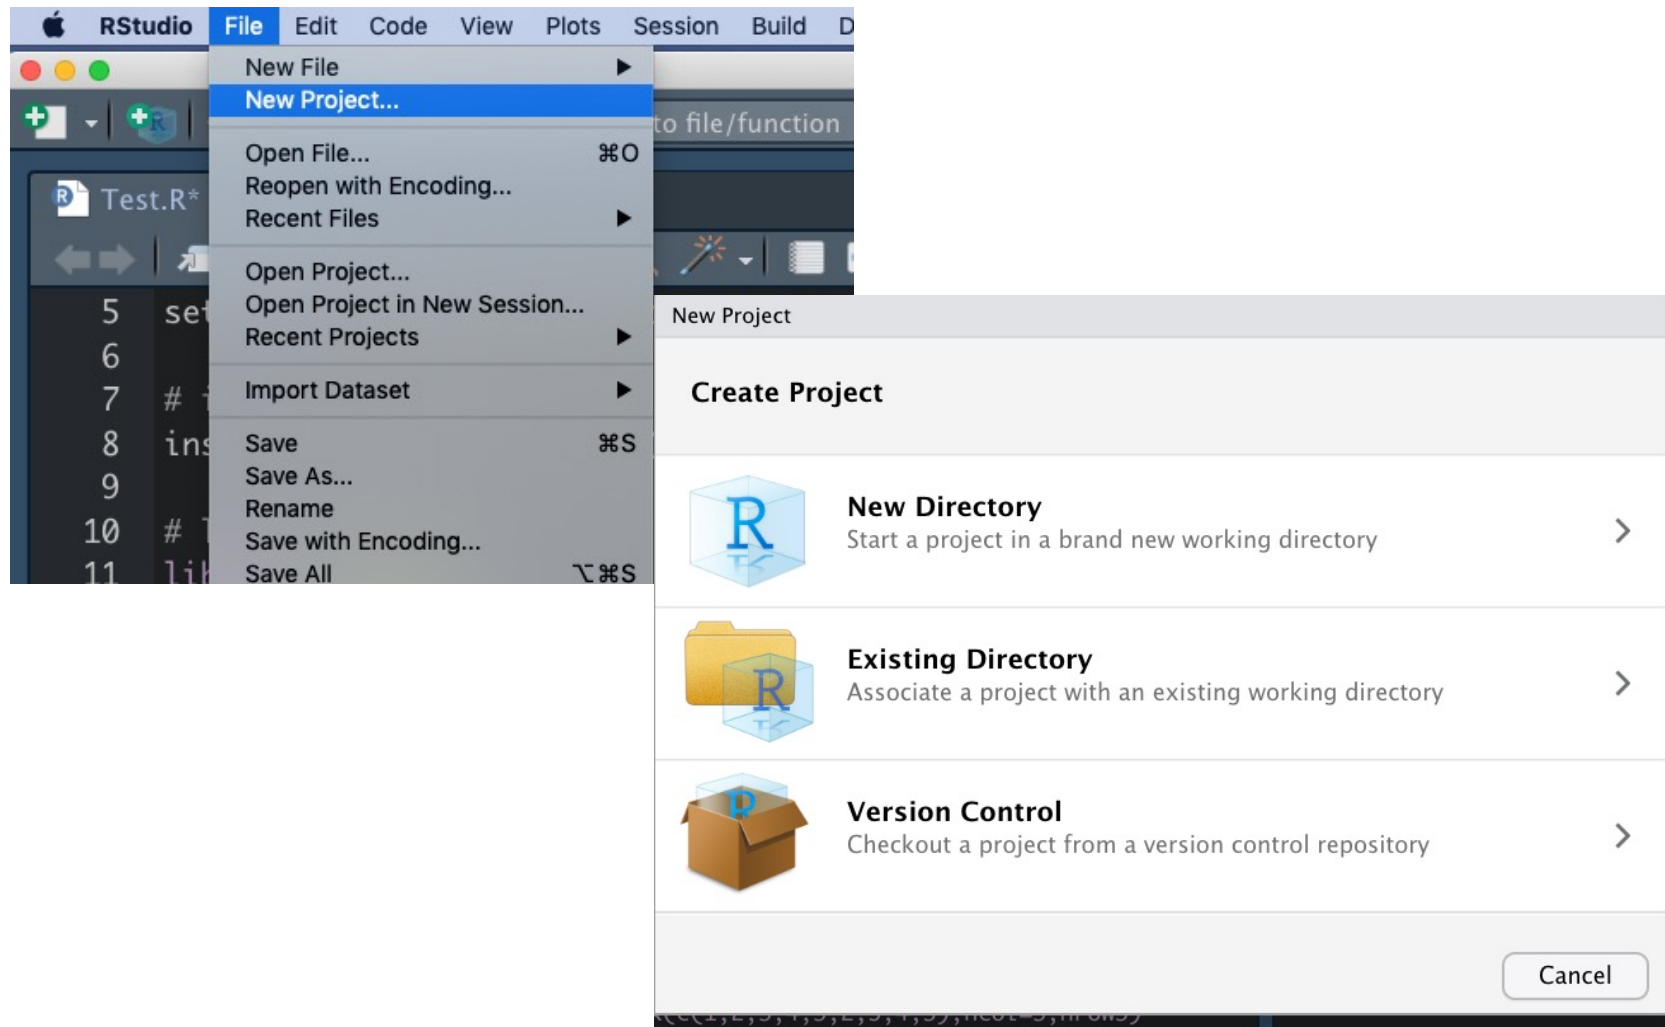 RStudio File Edit Code View Plots Session Build D
New File
New Project...
to file/function
Open File... ⌘O
Reopen with Encoding...
Test.R*
Recent Files
Open Project...
5 set
Open Project in New Session...
6
Recent Projects
7 #
Import Dataset
8 ins
Save ⌘S
9
Save As...
Rename
10 #
Save with Encoding...
11 lib
Save All ⌥⌘S
New Project
Create Project
R
New Directory
Start a project in a brand new working directory
R
Existing Directory
Associate a project with an existing working directory
R
Version Control
Checkout a project from a version control repository
Cancel